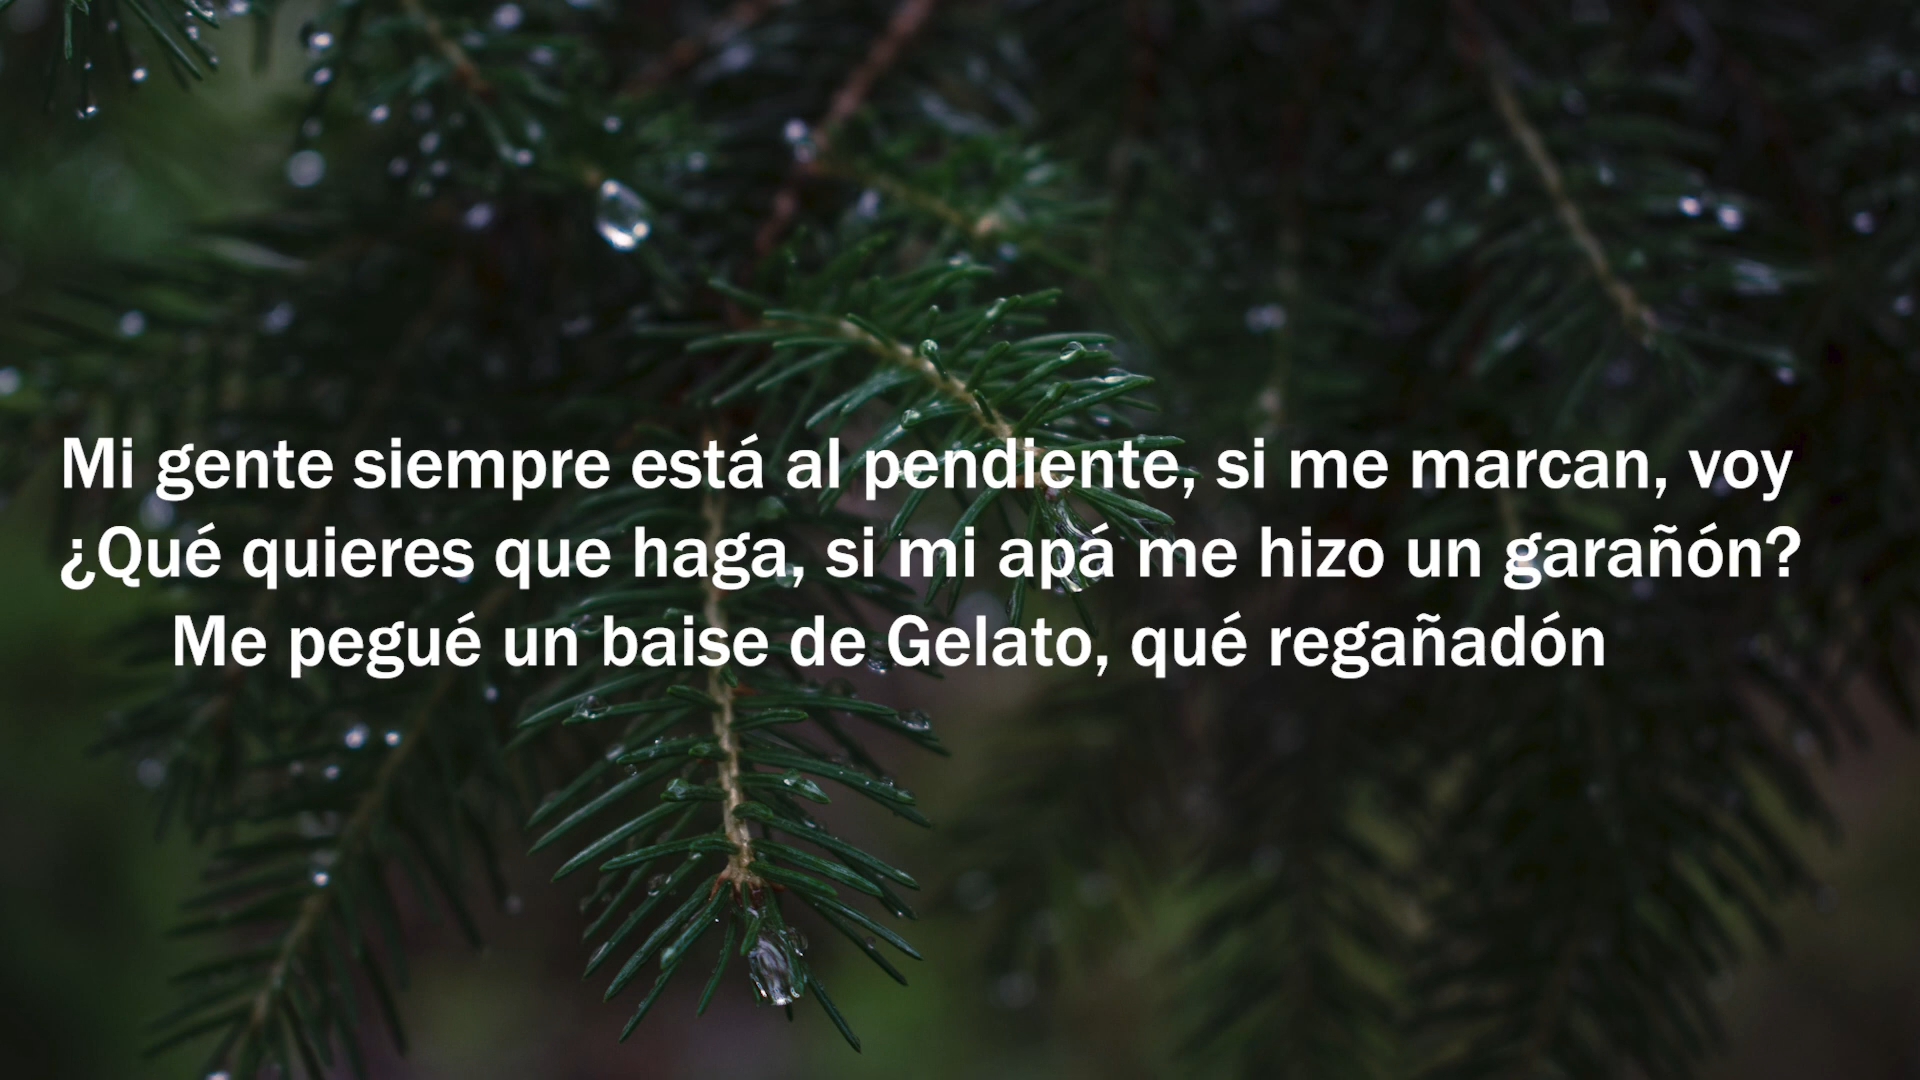 Mi gente siempre está al pendiente, si me marcan, voy
¿Qué quieres que haga, si mi apá me hizo un garañón?
Me pegué un baise de Gelato, qué regañadón